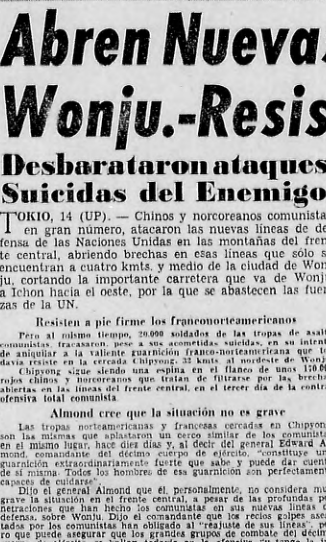 Abren Nuevas
Wonju.-Resis
Desbarataron ataques
Suicidas del Enemigo
TOKIO, 14 (UP). — Chinos y norcoreanos comunista
en gran número, atacaron las nuevas líneas de de
fensa de las Naciones Unidas en las montañas del fren
te central, abriendo brechas en esas líneas que sólo s
encuentran a cuatro kmts. y medio de la ciudad de Won
ju, cortando la importante carretera que va de Wonj
a Ichon hacia el oeste, por la que se abastecen las fuer
zas de la UN.
Resisten a pie firme los franconorteamericanos
Pero al mismo tiempo, 20.000 soldados de las tropas de asalt
comunistas, fracasaron, pese a sus acometidas suicidas, en su intent
de aniquilar a la valiente guarnición franco-norteamericana que to
davía resiste en la cercada Chipyong, 32 kmts. al nordeste de Wonj
Chipyong sigue siendo una espina en el flanco de unos 170.00
rojos chinos y norcoreanos que tratan de filtrarse por las brechas
abiertas en las líneas del frente central, en el tercer día de la contra
ofensiva total comunista.
Almond cree que la situación no es grave
Las tropas norteamericanas y francesas cercadas en Chipyon
son las mismas que aplastaron un cerco similar de los comunistas
en el mismo lugar, hace diez días y, al decir del general Edward A
mond, comandante del décimo cuerpo de ejército, "constituye un
guarnición extraordinariamente fuerte que sabe y puede dar cuent
de sí misma. Todos los hombres de esa guarnición son perfectament
capaces de cuidarse".
Dijo el general Almond que él, personalmente, no considera mu
grave la situación en el frente central, a pesar de las profundas pe
netraciones que han hecho los comunistas en sus nuevas líneas d
defensa, sobre Wonju. Dijo el comandante que los recios golpes ases
tados por los comunistas han obligado al "reajuste de sus líneas", pe
ro que puede asegurar que los grandes grupos de combate del décim